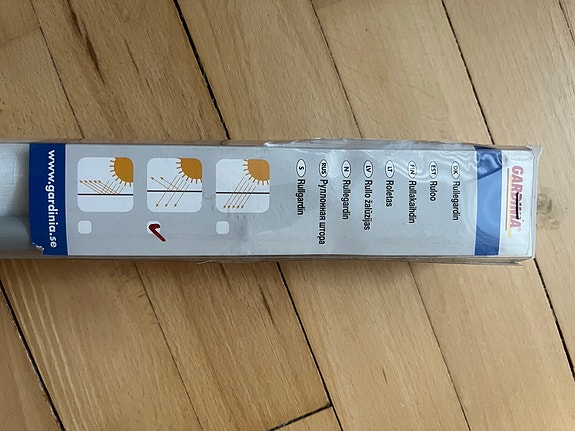 GARDINIA®
DK Rullegardin
EST Ruloo
FIN Rullakaihdin
LT Roletas
LV Rullo žalūzijas
N Rullegardin
RUS Рулонная штора
S Rullgardin
www.gardinia.se